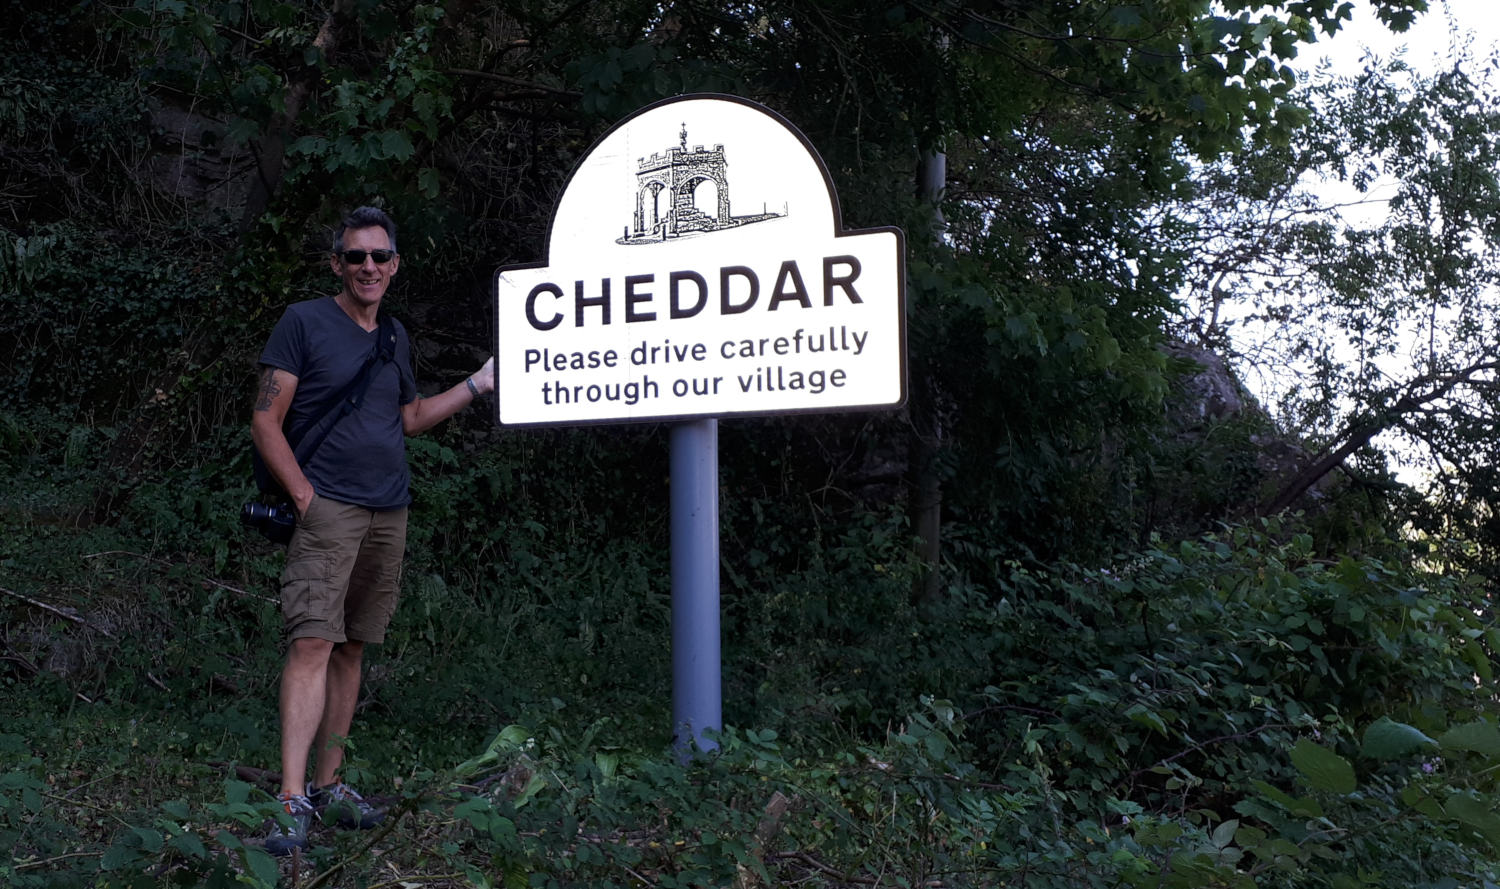 CHEDDAR
Please drive carefully
through our village